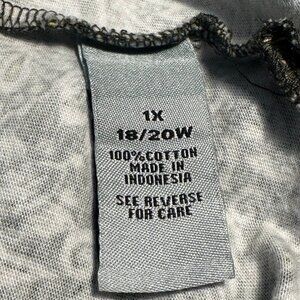 1X
18/20W
100%COTTON
MADE IN
INDONESIA
SEE REVERSE
FOR CARE